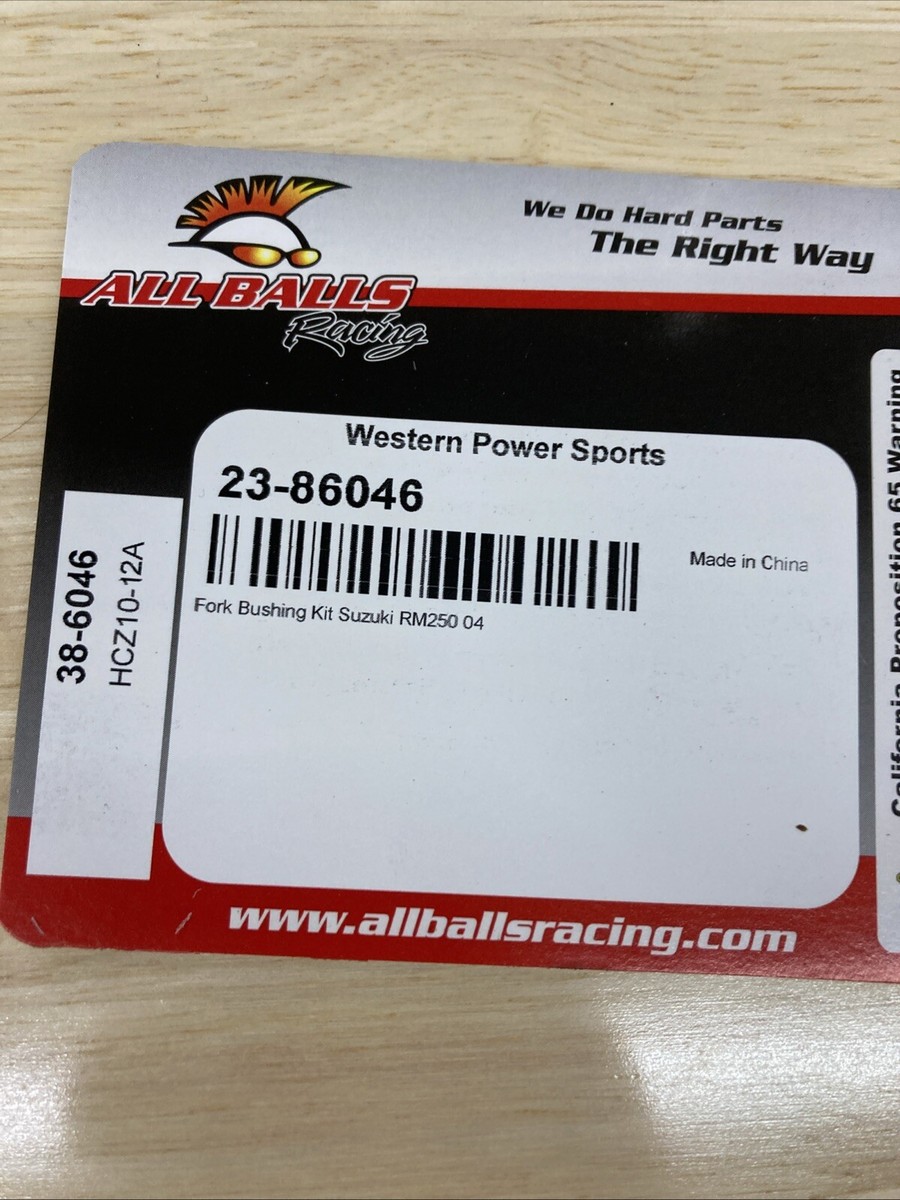 We Do Hard Parts
The Right Way
ALL BALLS
Racing
Western Power Sports
23-86046
Made in China
Fork Bushing Kit Suzuki RM250 04
38-6046
HCZ10-12A
California Proposition 65 Warning
www.allballsracing.com